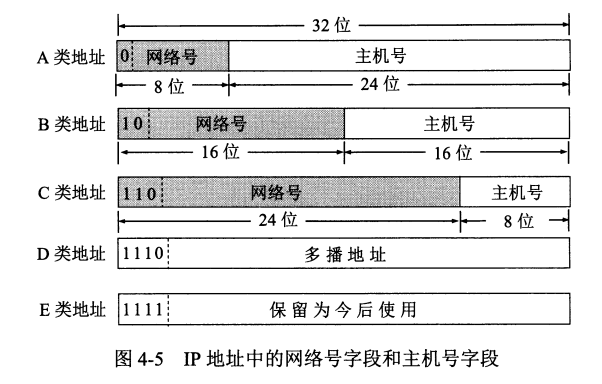 32 位
A 类地址 0 网络号 主机号
8 位 24 位
B 类地址 10 网络号 主机号
16 位 16 位
C 类地址 110 网络号 主机号
24 位 8 位
D 类地址 1110 多播地址
E 类地址 1111 保留为今后使用
图 4-5 IP 地址中的网络号字段和主机号字段